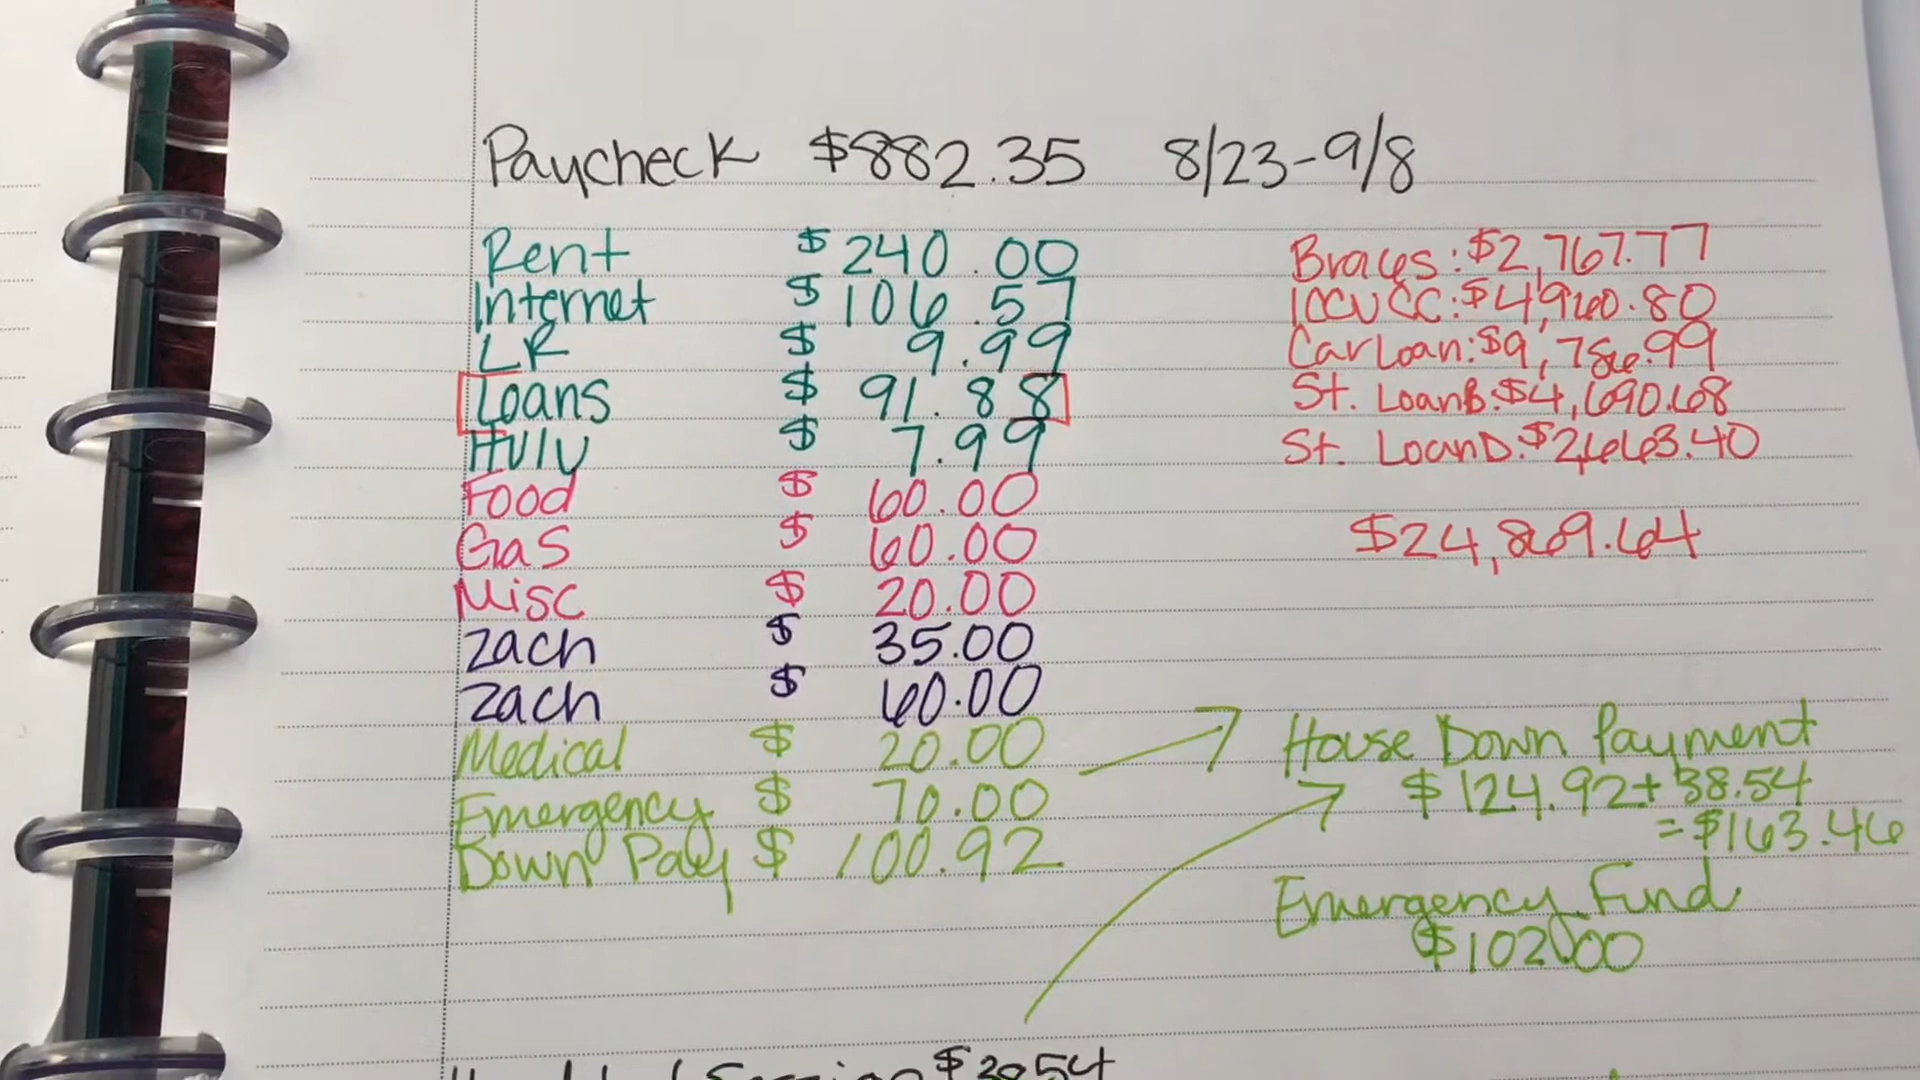 Paycheck $882.35 8/23-9/8
Rent $240.00
Internet $106.57
LR $9.99
Loans $91.88
Hulu $7.99
Food $60.00
Gas $60.00
Misc $20.00
Zach $35.00
Zach $60.00
Medical $20.00
Emergency $70.00
Down Pay $100.92
Braces: $2,767.77
ICCU CC: $4,960.80
Car Loan: $9,786.99
St. Loan B: $4,690.68
St. Loan D: $2,663.40
$24,869.64
House Down Payment
$124.92 + 38.54
= $163.46
Emergency Fund
$102.00
$38.54